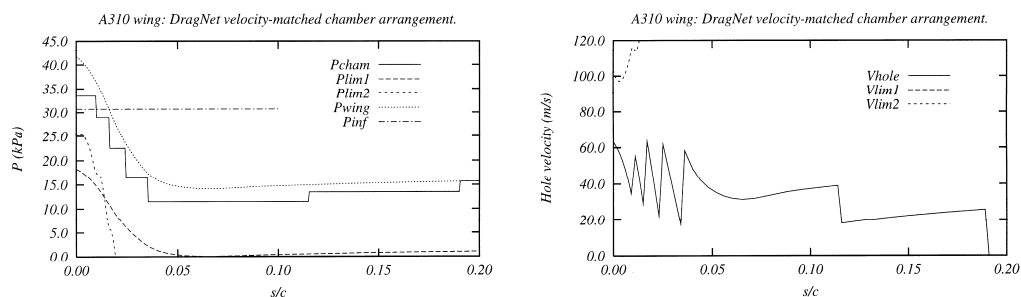 A310 wing: DragNet velocity-matched chamber arrangement.
45.0
40.0
35.0
30.0
25.0
20.0
15.0
10.0
5.0
0.0
P (kPa)
Pcham
Plim1
Plim2
Pwing
Pinf
0.00
0.05
0.10
0.15
0.20
s/c
A310 wing: DragNet velocity-matched chamber arrangement.
120.0
100.0
80.0
60.0
40.0
20.0
0.0
Hole velocity (m/s)
Vhole
Vlim1
Vlim2
0.00
0.05
0.10
0.15
0.20
s/c